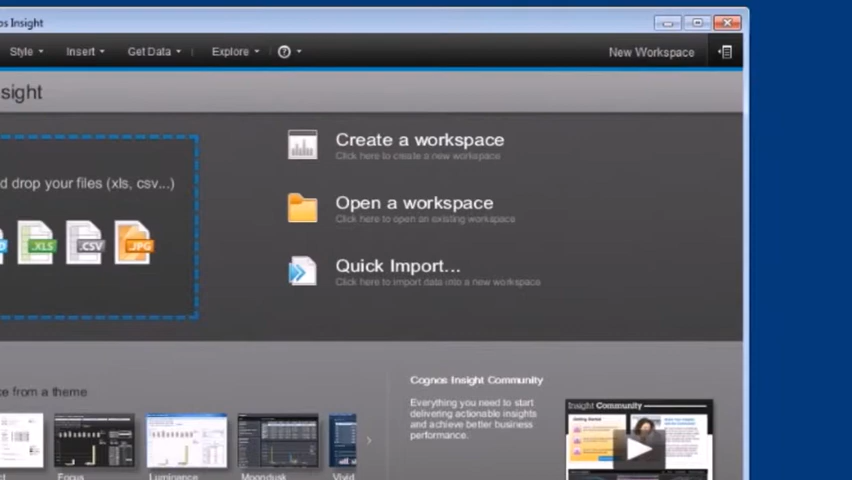 os Insight
Style Insert Get Data Explore ? New Workspace
sight
d drop your files (xls, csv...)
.XLS .CSV .JPG
Create a workspace
Click here to create a new workspace
Open a workspace
Click here to open an existing workspace
Quick Import...
Click here to import data into a new workspace
e from a theme
Focus Luminance Moondusk Vivid
Cognos Insight Community
Everything you need to start
delivering actionable insights
and achieve better business
performance.
Insight Community